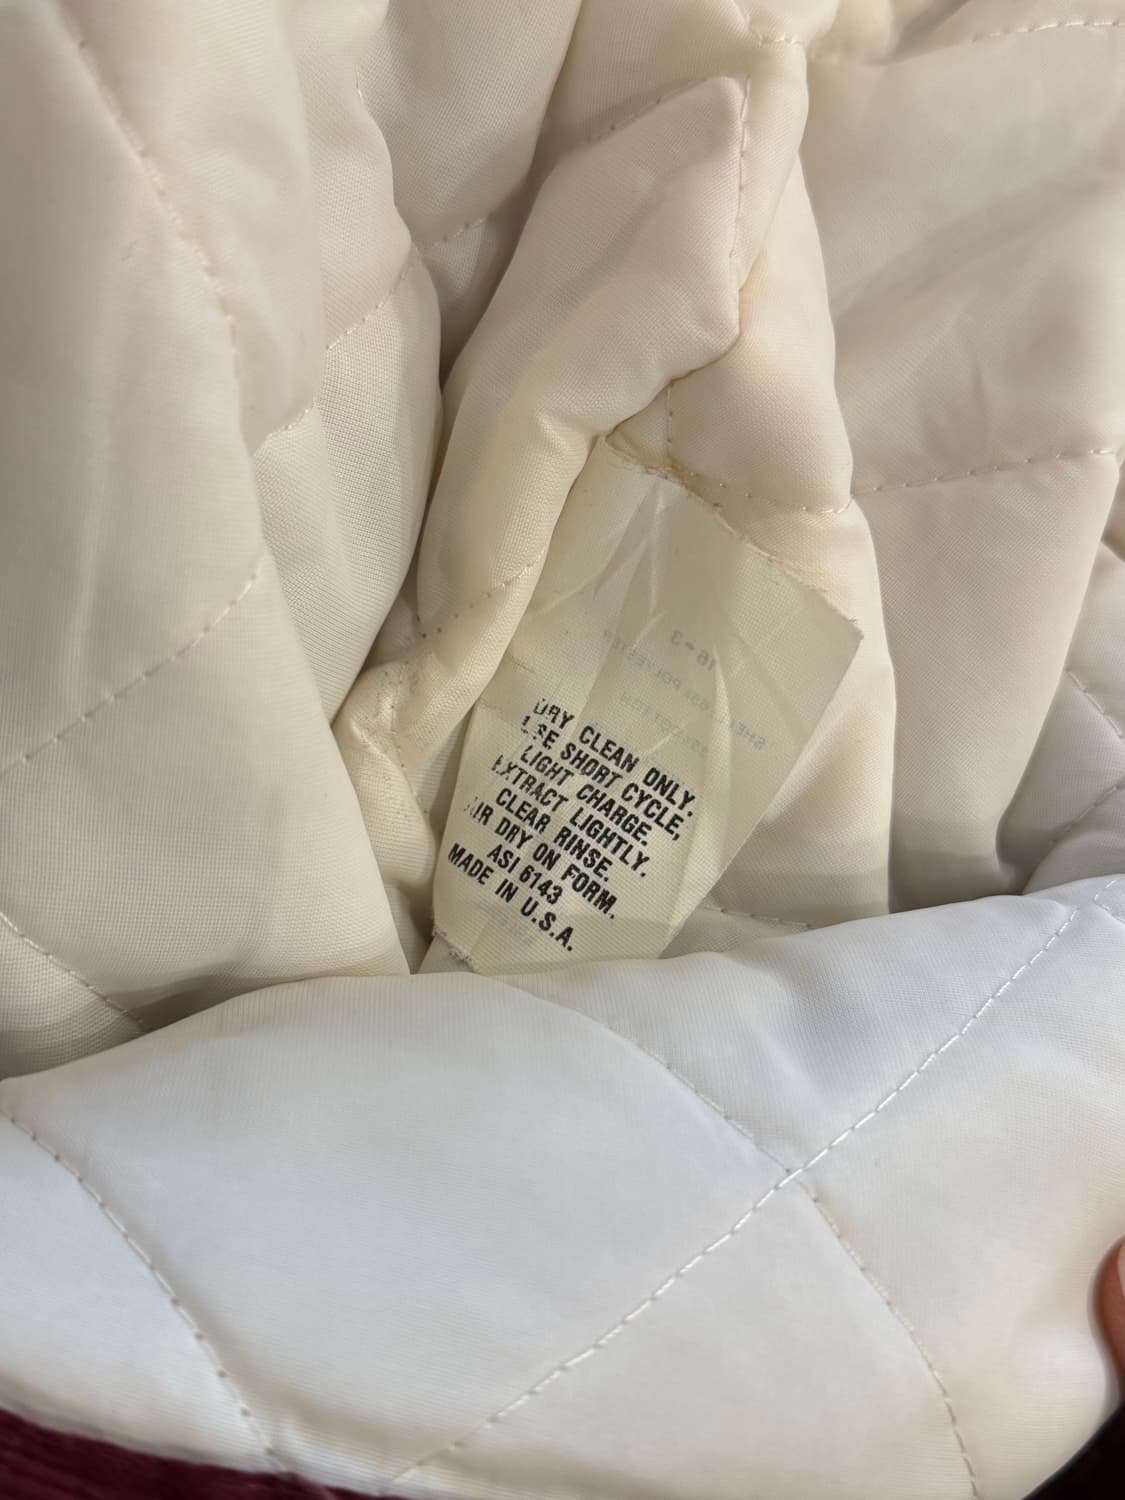 DRY CLEAN ONLY.
USE SHORT CYCLE,
LIGHT CHARGE.
EXTRACT LIGHTLY.
CLEAR RINSE.
AIR DRY ON FORM.
ASI 6143
MADE IN U.S.A.